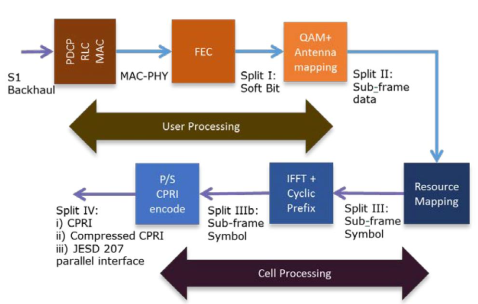 PDCP
RLC
MAC
FEC
QAM+
Antenna
mapping
S1
Backhaul
MAC-PHY
Split I:
Soft Bit
Split II:
Sub-frame
data
User Processing
P/S
CPRI
encode
IFFT +
Cyclic
Prefix
Resource
Mapping
Split IV:
i) CPRI
ii) Compressed CPRI
iii) JESD 207
parallel interface
Split IIIb:
Sub-frame
Symbol
Split III:
Sub-frame
Symbol
Cell Processing